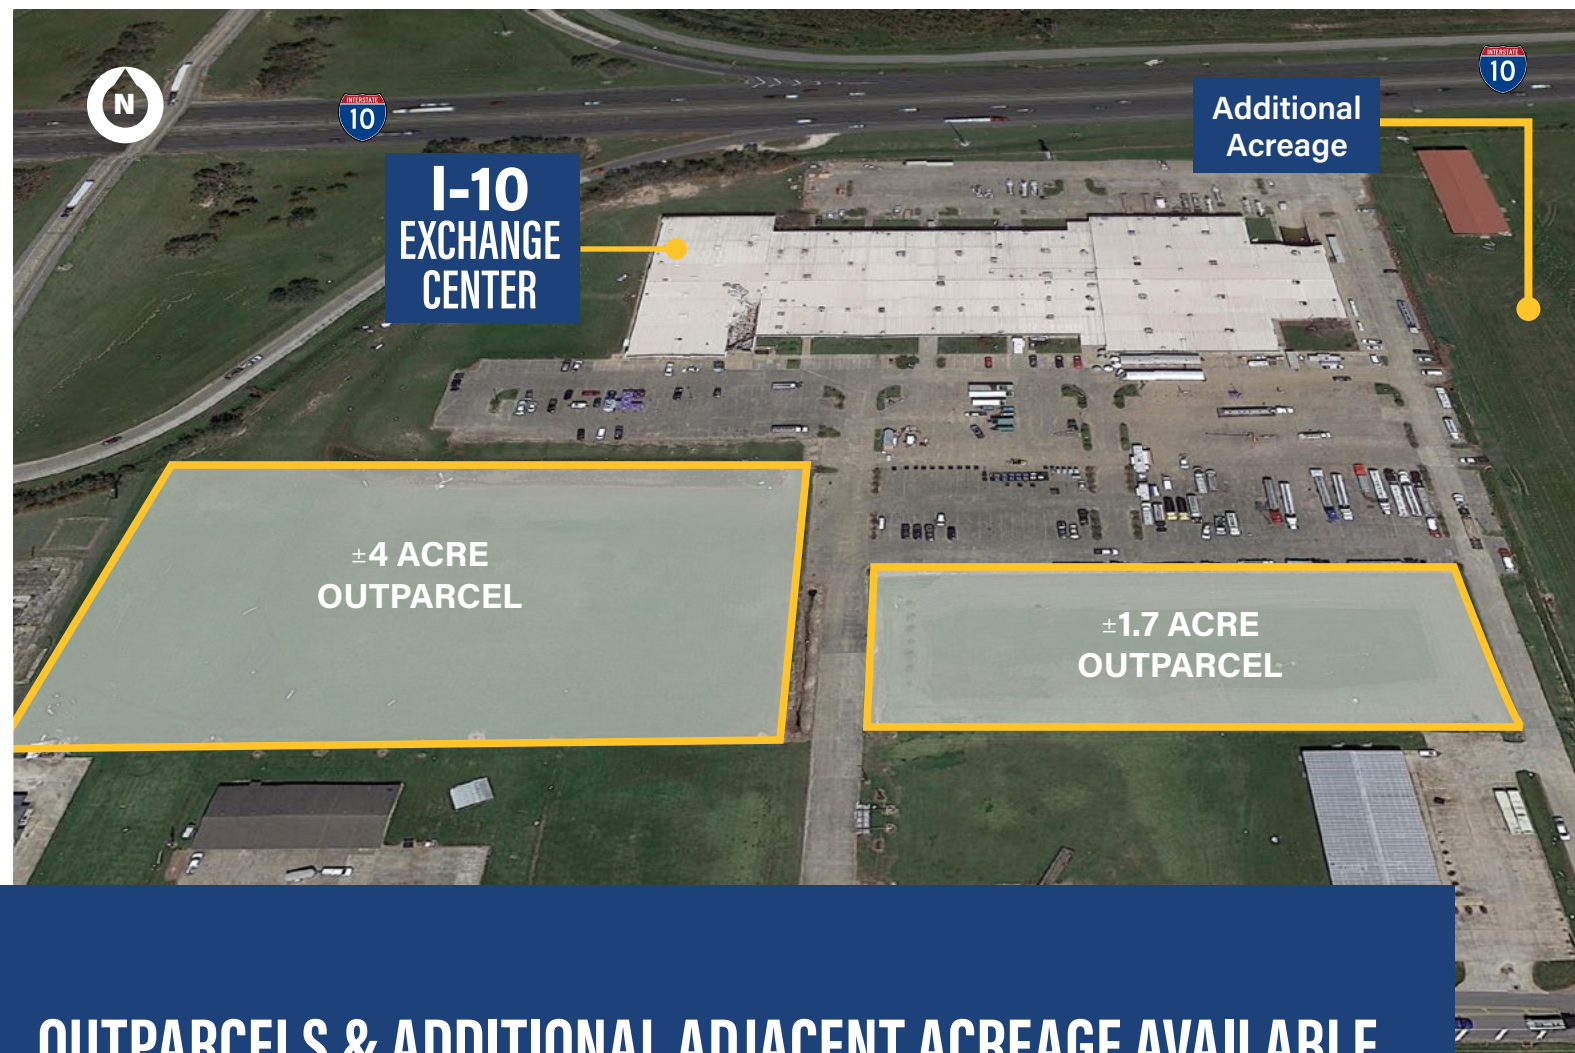 N
INTERSTATE
10
INTERSTATE
10
Additional
Acreage
I-10
EXCHANGE
CENTER
±4 ACRE
OUTPARCEL
±1.7 ACRE
OUTPARCEL
OUTPARCELS & ADDITIONAL ADJACENT ACREAGE AVAILABLE